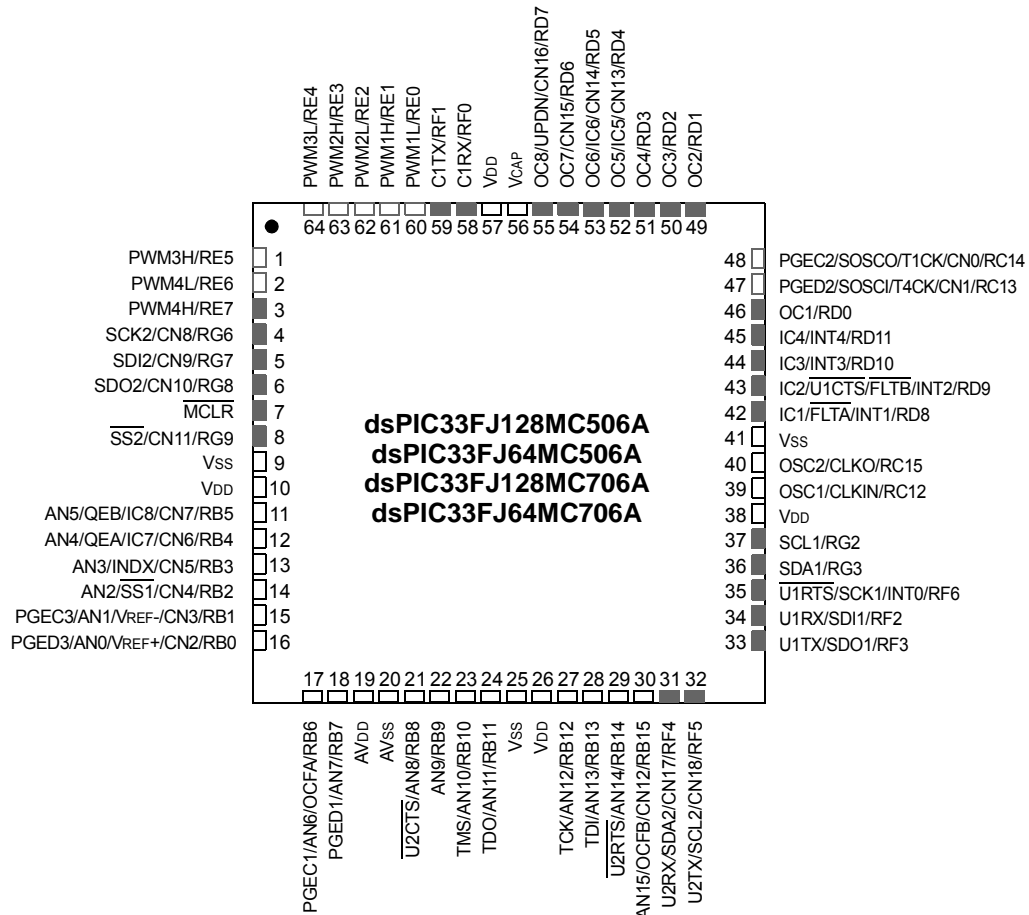 PWM3L/RE4
PWM2H/RE3
PWM2L/RE2
PWM1H/RE1
PWM1L/RE0
C1TX/RF1
C1RX/RF0
VDD
VCAP
OC8/UPDN/CN16/RD7
OC7/CN15/RD6
OC6/IC6/CN14/RD5
OC5/IC5/CN13/RD4
OC4/RD3
OC3/RD2
OC2/RD1
64 63 62 61 60 59 58 57 56 55 54 53 52 51 50 49
PWM3H/RE5 1
PWM4L/RE6 2
PWM4H/RE7 3
SCK2/CN8/RG6 4
SDI2/CN9/RG7 5
SDO2/CN10/RG8 6
MCLR 7
SS2/CN11/RG9 8
VSS 9
VDD 10
AN5/QEB/IC8/CN7/RB5 11
AN4/QEA/IC7/CN6/RB4 12
AN3/INDX/CN5/RB3 13
AN2/SS1/CN4/RB2 14
PGEC3/AN1/VREF-/CN3/RB1 15
PGED3/AN0/VREF+/CN2/RB0 16
dsPIC33FJ128MC506A
dsPIC33FJ64MC506A
dsPIC33FJ128MC706A
dsPIC33FJ64MC706A
48 PGEC2/SOSCO/T1CK/CN0/RC14
47 PGED2/SOSCI/T4CK/CN1/RC13
46 OC1/RD0
45 IC4/INT4/RD11
44 IC3/INT3/RD10
43 IC2/U1CTS/FLTB/INT2/RD9
42 IC1/FLTA/INT1/RD8
41 VSS
40 OSC2/CLKO/RC15
39 OSC1/CLKIN/RC12
38 VDD
37 SCL1/RG2
36 SDA1/RG3
35 U1RTS/SCK1/INT0/RF6
34 U1RX/SDI1/RF2
33 U1TX/SDO1/RF3
17 18 19 20 21 22 23 24 25 26 27 28 29 30 31 32
PGEC1/AN6/OCFA/RB6
PGED1/AN7/RB7
AVDD
AVSS
U2CTS/AN8/RB8
AN9/RB9
TMS/AN10/RB10
TDO/AN11/RB11
VSS
VDD
TCK/AN12/RB12
TDI/AN13/RB13
U2RTS/AN14/RB14
AN15/OCFB/CN12/RB15
U2RX/SDA2/CN17/RF4
U2TX/SCL2/CN18/RF5